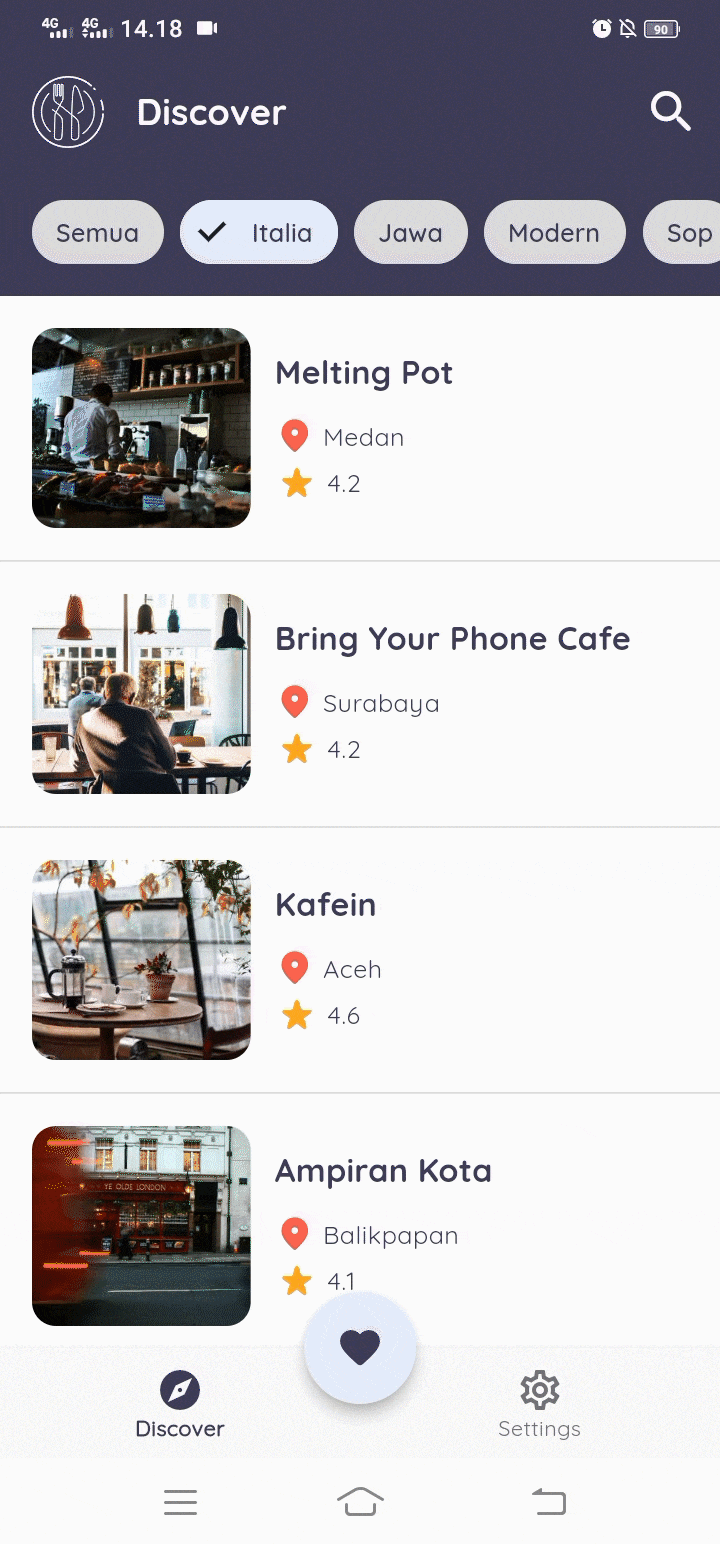 4G 4G 14.18 90
Discover
Semua Italia Jawa Modern Sop
Melting Pot
Medan
4.2
Bring Your Phone Cafe
Surabaya
4.2
Kafein
Aceh
4.6
YE OLDE LONDON
Ampiran Kota
Balikpapan
4.1
Discover Settings